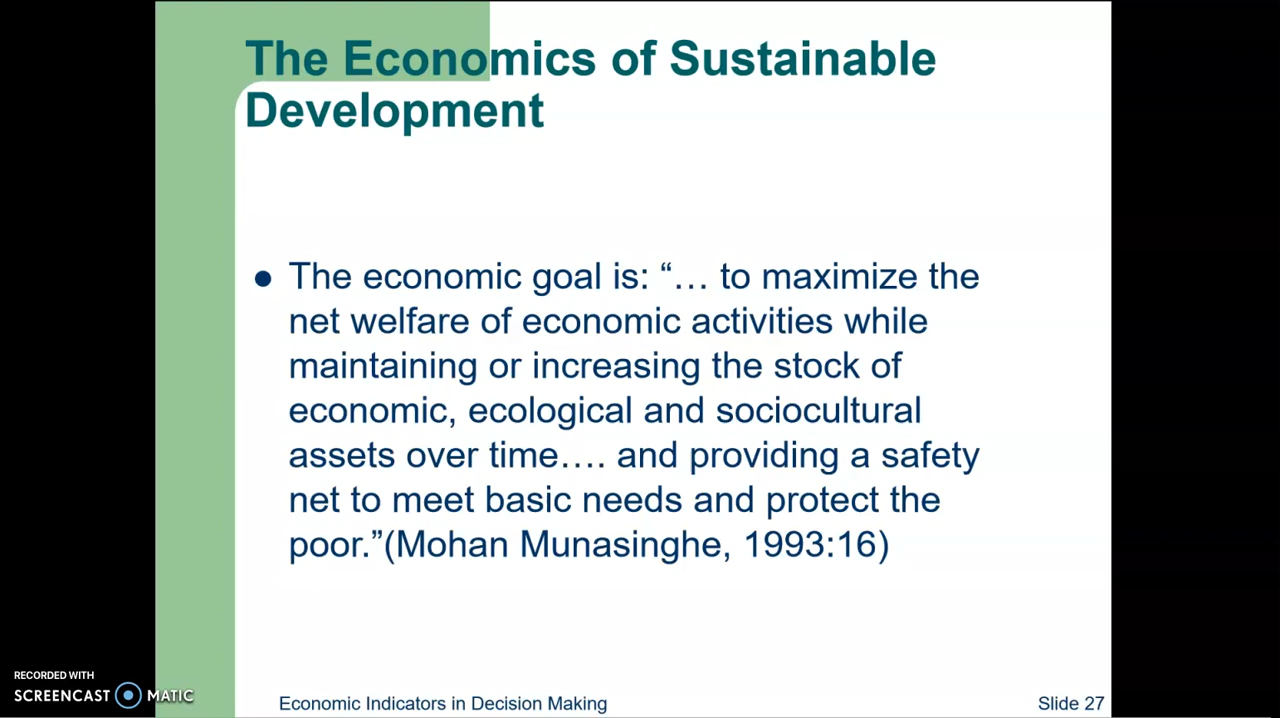 The Economics of Sustainable
Development
● The economic goal is: “… to maximize the
net welfare of economic activities while
maintaining or increasing the stock of
economic, ecological and sociocultural
assets over time…. and providing a safety
net to meet basic needs and protect the
poor.”(Mohan Munasinghe, 1993:16)
RECORDED WITH
SCREENCAST MATIC
Economic Indicators in Decision Making
Slide 27